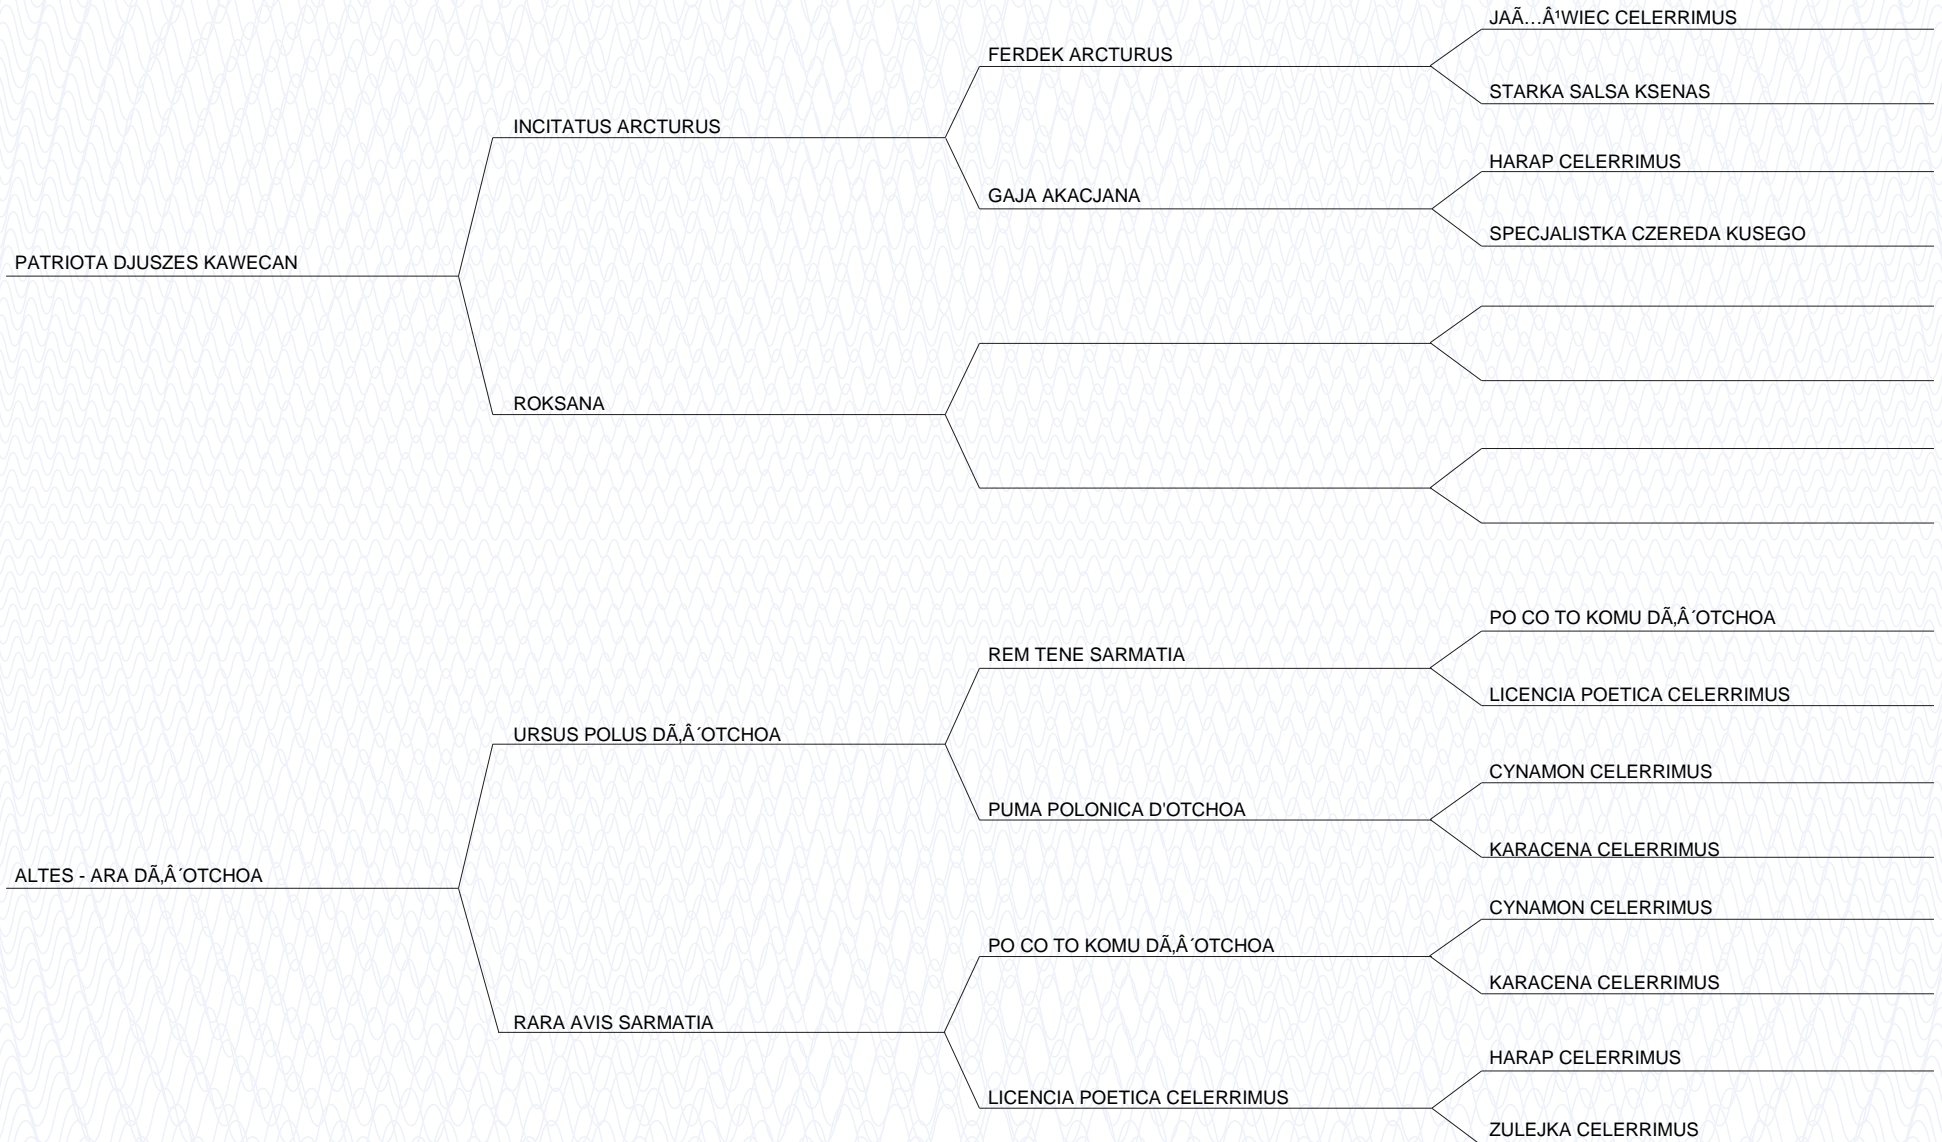 JAÃ…Â¹WIEC CELERRIMUS
FERDEK ARCTURUS
STARKA SALSA KSENAS
INCITATUS ARCTURUS
HARAP CELERRIMUS
GAJA AKACJANA
SPECJALISTKA CZEREDA KUSEGO
PATRIOTA DJUSZES KAWECAN
ROKSANA
PO CO TO KOMU DÃ‚Â´OTCHOA
REM TENE SARMATIA
LICENCIA POETICA CELERRIMUS
URSUS POLUS DÃ‚Â´OTCHOA
CYNAMON CELERRIMUS
PUMA POLONICA D'OTCHOA
KARACENA CELERRIMUS
ALTES - ARA DÃ‚Â´OTCHOA
CYNAMON CELERRIMUS
PO CO TO KOMU DÃ‚Â´OTCHOA
KARACENA CELERRIMUS
RARA AVIS SARMATIA
HARAP CELERRIMUS
LICENCIA POETICA CELERRIMUS
ZULEJKA CELERRIMUS